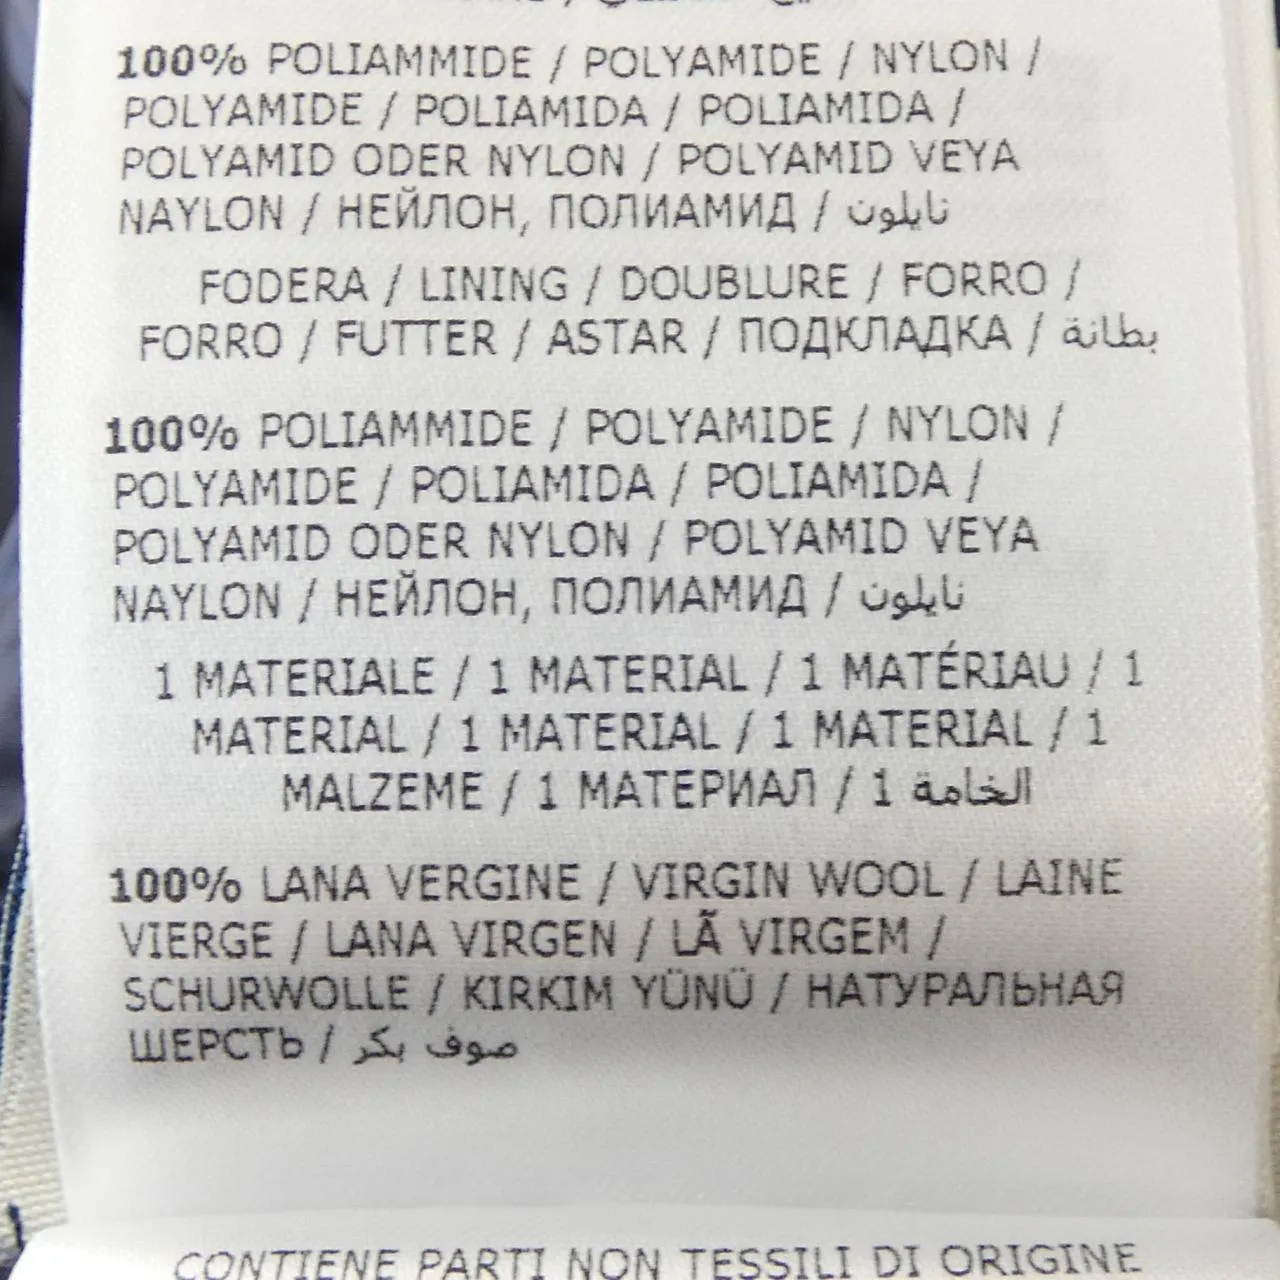 100% POLIAMMIDE / POLYAMIDE / NYLON /
POLYAMIDE / POLIAMIDA / POLIAMIDA /
POLYAMID ODER NYLON / POLYAMID VEYA
NAYLON / НЕЙЛОН, ПОЛИАМИД / نايلون
FODERA / LINING / DOUBLURE / FORRO /
FORRO / FUTTER / ASTAR / ПОДКЛАДКА / بطانة
100% POLIAMMIDE / POLYAMIDE / NYLON /
POLYAMIDE / POLIAMIDA / POLIAMIDA /
POLYAMID ODER NYLON / POLYAMID VEYA
NAYLON / НЕЙЛОН, ПОЛИАМИД / نايلون
1 MATERIALE / 1 MATERIAL / 1 MATÉRIAU / 1
MATERIAL / 1 MATERIAL / 1 MATERIAL / 1
MALZEME / 1 МАТЕРИАЛ / 1 الخامة
100% LANA VERGINE / VIRGIN WOOL / LAINE
VIERGE / LANA VIRGEN / LÃ VIRGEM /
SCHURWOLLE / KIRKIM YÜNÜ / НАТУРАЛЬНАЯ
ШЕРСТЬ / صوف بكر
CONTIENE PARTI NON TESSILI DI ORIGINE